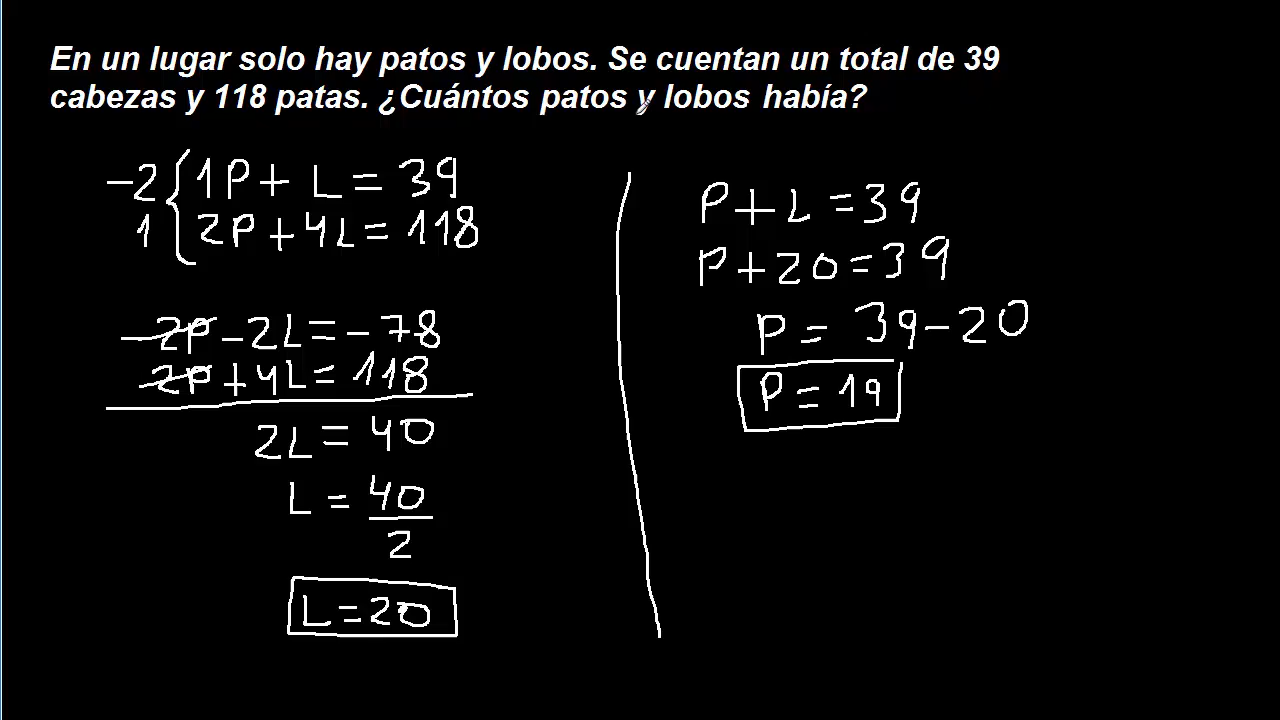 En un lugar solo hay patos y lobos. Se cuentan un total de 39
cabezas y 118 patas. ¿Cuántos patos y lobos había?
-2 { 1P + L = 39
1 { 2P + 4L = 118
-2P - 2L = - 78
2P + 4L = 118
2L = 40
L = 40/2
L = 20
P + L = 39
P + 20 = 39
P = 39 - 20
P = 19